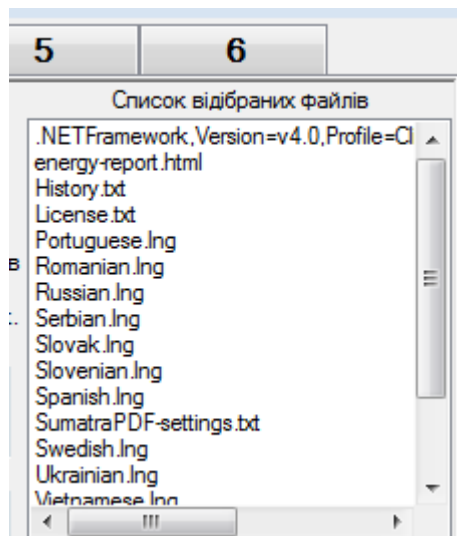 5 6
Список відібраних файлів
.NETFramework,Version=v4.0,Profile=Cl
energy-report.html
History.txt
License.txt
Portuguese.lng
в Romanian.lng
Russian.lng
Serbian.lng
Slovak.lng
Slovenian.lng
Spanish.lng
SumatraPDF-settings.txt
Swedish.lng
Ukrainian.lng
Vietnamese.lng